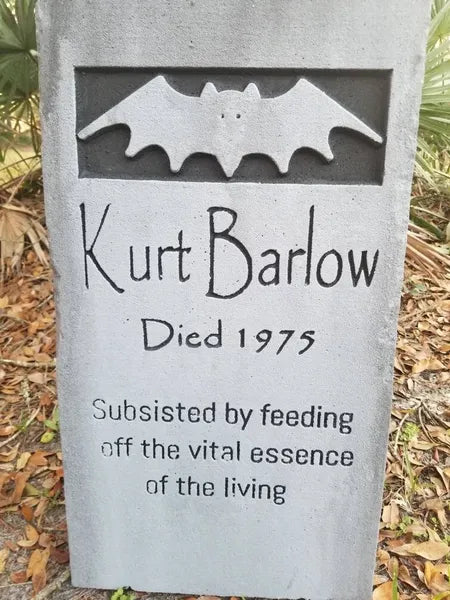 Kurt Barlow
Died 1975
Subsisted by feeding
off the vital essence
of the living